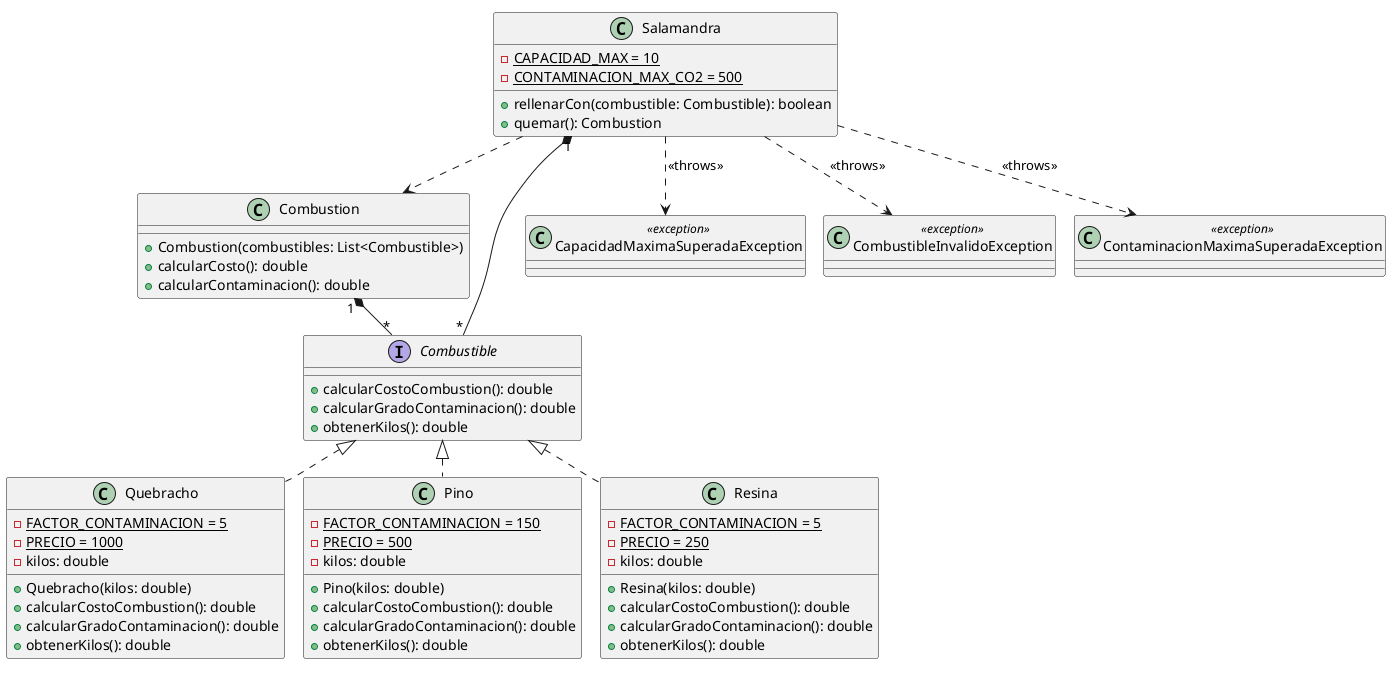 Salamandra
CAPACIDAD_MAX = 10
CONTAMINACION_MAX_CO2 = 500
rellenarCon(combustible: Combustible): boolean
quemar(): Combustion
1
«throws»
«throws»
«throws»
Combustion
Combustion(combustibles: List<Combustible>)
calcularCosto(): double
calcularContaminacion(): double
«exception»
CapacidadMaximaSuperadaException
«exception»
CombustibleInvalidoException
«exception»
ContaminacionMaximaSuperadaException
1
*
*
Combustible
calcularCostoCombustion(): double
calcularGradoContaminacion(): double
obtenerKilos(): double
Quebracho
FACTOR_CONTAMINACION = 5
PRECIO = 1000
kilos: double
Quebracho(kilos: double)
calcularCostoCombustion(): double
calcularGradoContaminacion(): double
obtenerKilos(): double
Pino
FACTOR_CONTAMINACION = 150
PRECIO = 500
kilos: double
Pino(kilos: double)
calcularCostoCombustion(): double
calcularGradoContaminacion(): double
obtenerKilos(): double
Resina
FACTOR_CONTAMINACION = 5
PRECIO = 250
kilos: double
Resina(kilos: double)
calcularCostoCombustion(): double
calcularGradoContaminacion(): double
obtenerKilos(): double